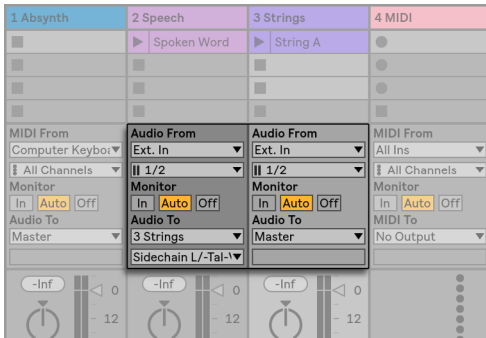 1 Absynth 2 Speech 3 Strings 4 MIDI
Spoken Word String A
MIDI From Audio From Audio From MIDI From
Computer Keyboa Ext. In Ext. In All Ins
All Channels 1/2 1/2 All Channels
Monitor Monitor Monitor Monitor
In Auto Off In Auto Off In Auto Off In Auto Off
Audio To Audio To Audio To MIDI To
Master 3 Strings Master No Output
Sidechain L/-Tal-\
-Inf -Inf -Inf
0 0 0
12 12 12